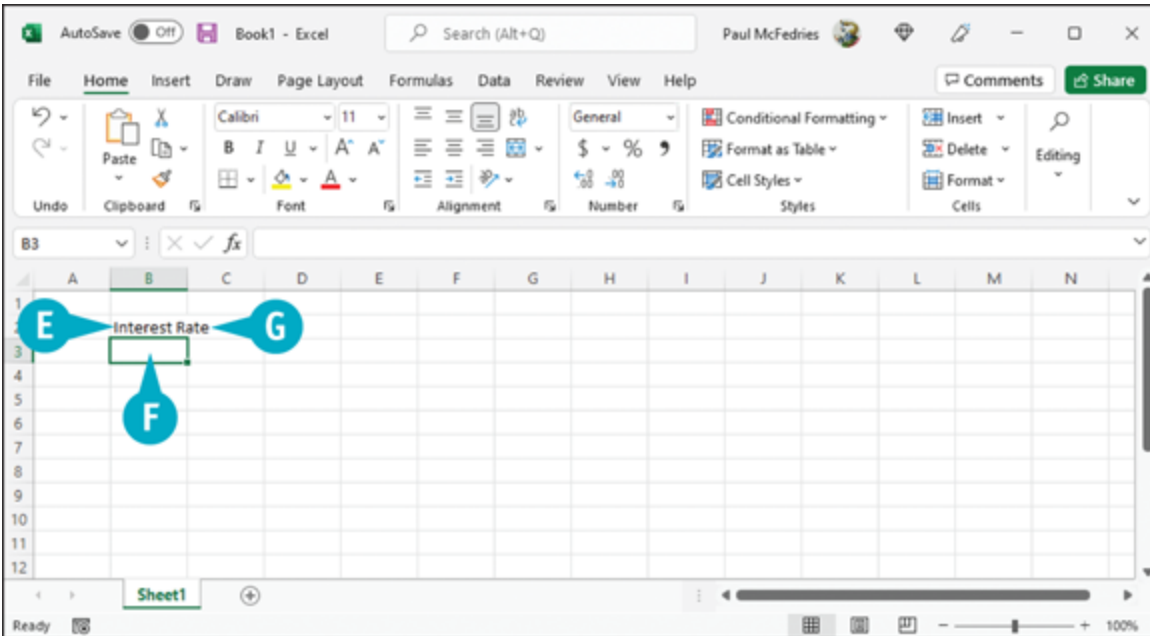 AutoSave Off Book1 - Excel Search (Alt+Q) Paul McFedries
File Home Insert Draw Page Layout Formulas Data Review View Help Comments Share
Calibri 11 General Conditional Formatting Insert
Paste B I U A A $ % 9 Format as Table Delete Editing
A Cell Styles Format
Undo Clipboard Font Alignment Number Styles Cells
B3 fx
A B C D E F G H I J K L M N
1
E Interest Rate G
3
4
5
F
6
7
8
9
10
11
12
Sheet1
Ready 100%